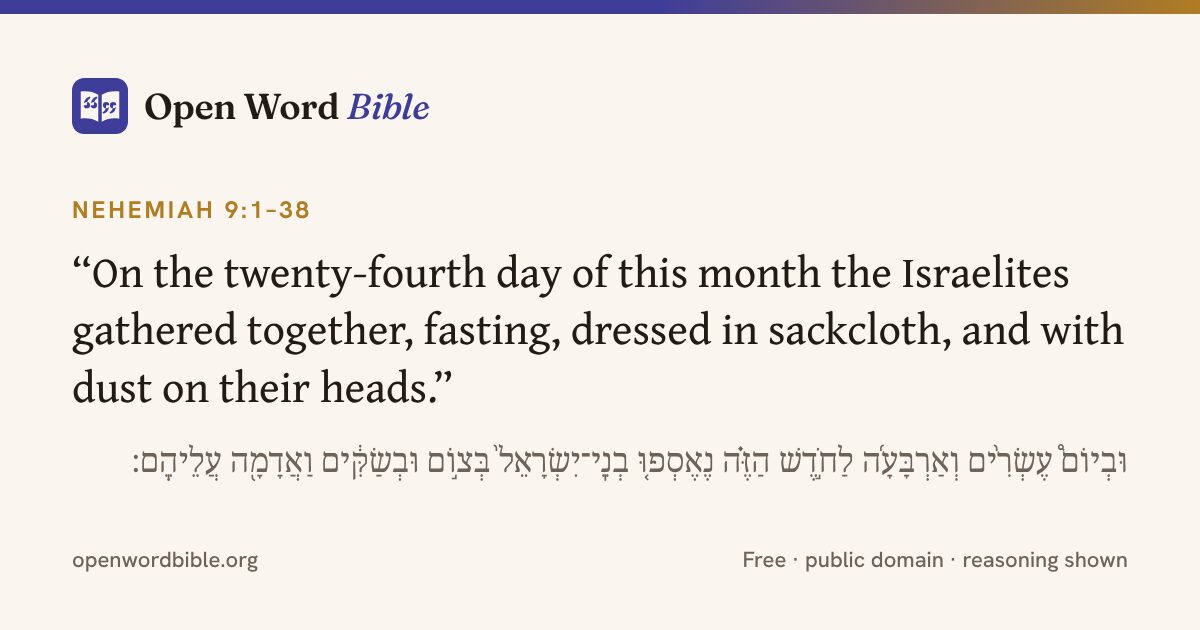 Open Word Bible
NEHEMIAH 9:1–38
“On the twenty-fourth day of this month the Israelites
gathered together, fasting, dressed in sackcloth, and with
dust on their heads.”
וּבְיוֹם֩ עֶשְׂרִ֨ים וְאַרְבָּעָ֜ה לַחֹ֣דֶשׁ הַזֶּ֗ה נֶאֶסְפ֤וּ בְנֵֽי־יִשְׂרָאֵל֙ בְּצ֣וֹם וּבְשַׂקִּ֔ים וַאֲדָמָ֖ה עֲלֵיהֶֽם׃
openwordbible.org
Free · public domain · reasoning shown